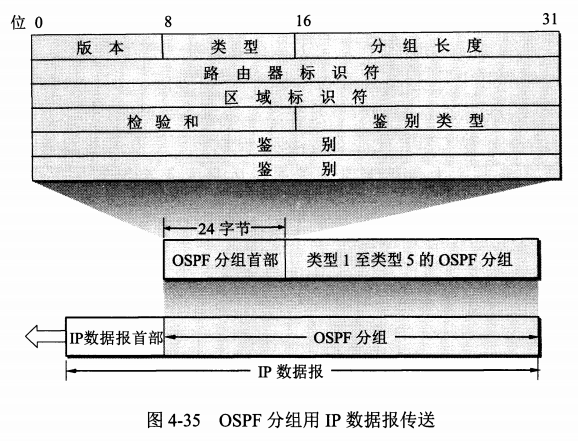 位 0 8 16 31
版 本 类 型 分 组 长 度
路 由 器 标 识 符
区 域 标 识 符
检 验 和 鉴 别 类 型
鉴 别
鉴 别
24 字节
OSPF 分组首部 类型 1 至类型 5 的 OSPF 分组
IP数据报首部 OSPF 分组
IP 数据报
图 4-35 OSPF 分组用 IP 数据报传送